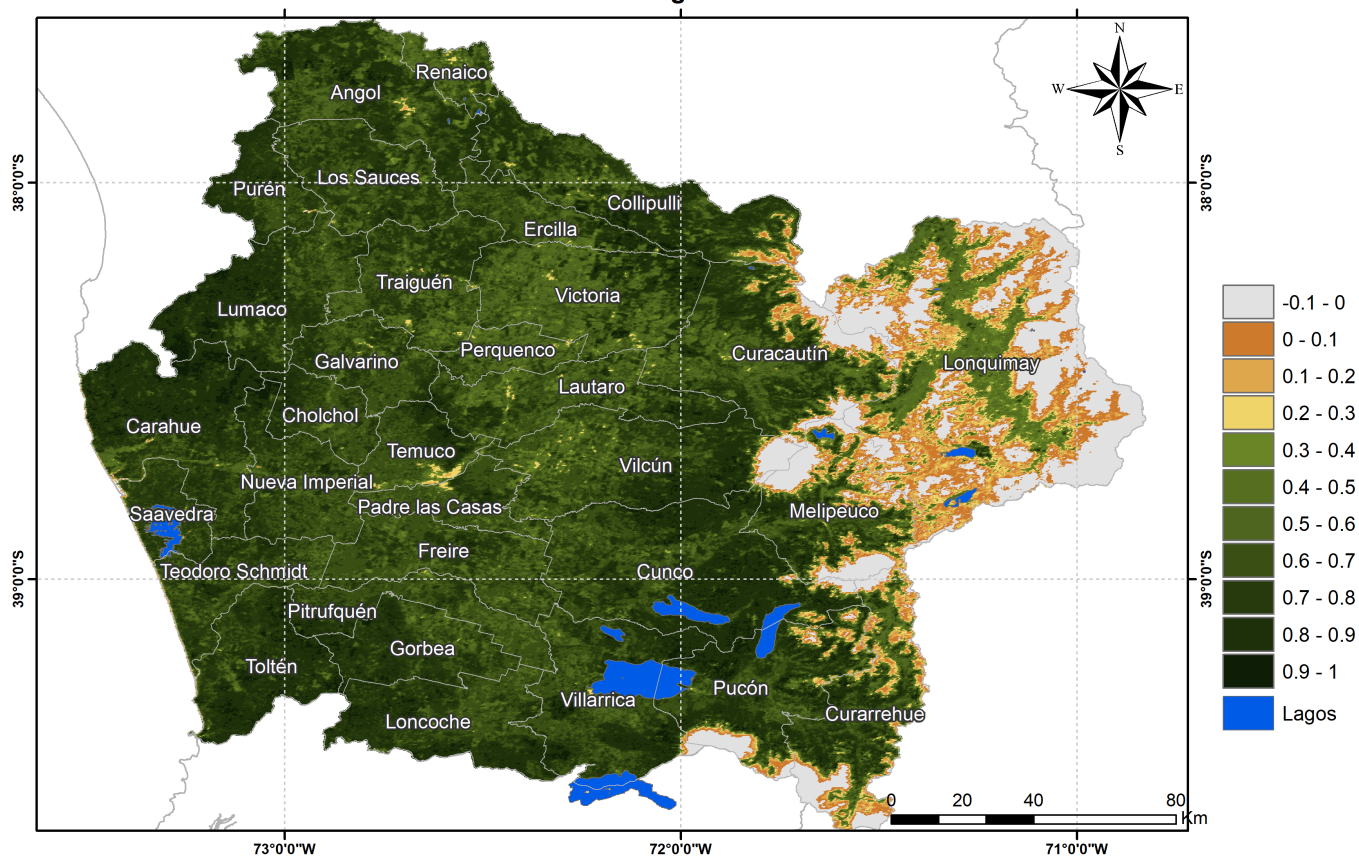 N
W
E
S
Renaico
Angol
Los Sauces
Purén
Collipulli
Ercilla
Traiguén
Victoria
Lumaco
Perquenco
Curacautín
Galvarino
Lonquimay
Lautaro
Cholchol
Carahue
Temuco
Vilcún
Nueva Imperial
Padre las Casas
Melipeuco
Saavedra
Freire
Teodoro Schmidt
Cunco
Pitrufquén
Gorbea
Toltén
Pucón
Villarrica
Curarrehue
Loncoche
38°0'0"S
38°0'0"S
39°0'0"S
39°0'0"S
73°0'0"W
72°0'0"W
71°0'0"W
0 20 40 80
Km
-0.1 - 0
0 - 0.1
0.1 - 0.2
0.2 - 0.3
0.3 - 0.4
0.4 - 0.5
0.5 - 0.6
0.6 - 0.7
0.7 - 0.8
0.8 - 0.9
0.9 - 1
Lagos